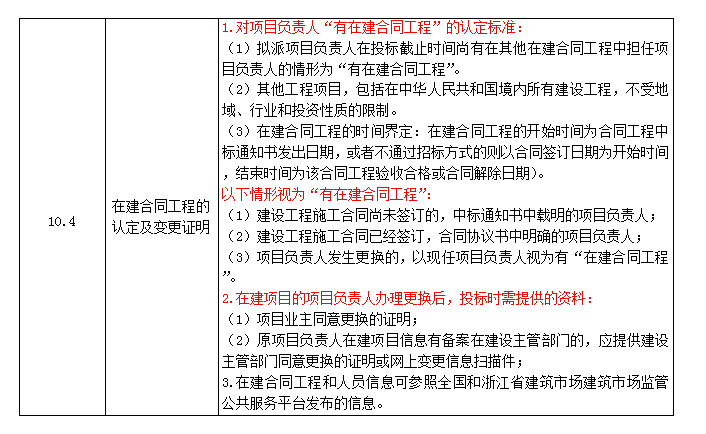 10.4
在建合同工程的
认定及变更证明
1.对项目负责人“有在建合同工程”的认定标准：
（1）拟派项目负责人在投标截止时间尚有在其他在建合同工程中担任项
目负责人的情形为“有在建合同工程”。
（2）其他工程项目，包括在中华人民共和国境内所有建设工程，不受地
域、行业和投资性质的限制。
（3）在建合同工程的时间界定：在建合同工程的开始时间为合同工程中
标通知书发出日期，或者不通过招标方式的则以合同签订日期为开始时间
，结束时间为该合同工程验收合格或合同解除日期）。
以下情形视为“有在建合同工程”：
（1）建设工程施工合同尚未签订的，中标通知书中载明的项目负责人；
（2）建设工程施工合同已经签订，合同协议书中明确的项目负责人；
（3）项目负责人发生更换的，以现任项目负责人视为有“在建合同工程
”。
2.在建项目的项目负责人办理更换后，投标时需提供的资料：
（1）项目业主同意更换的证明；
（2）原项目负责人在建项目信息有备案在建设主管部门的，应提供建设
主管部门同意更换的证明或网上变更信息扫描件；
3.在建合同工程和人员信息可参照全国和浙江省建筑市场建筑市场监管
公共服务平台发布的信息。